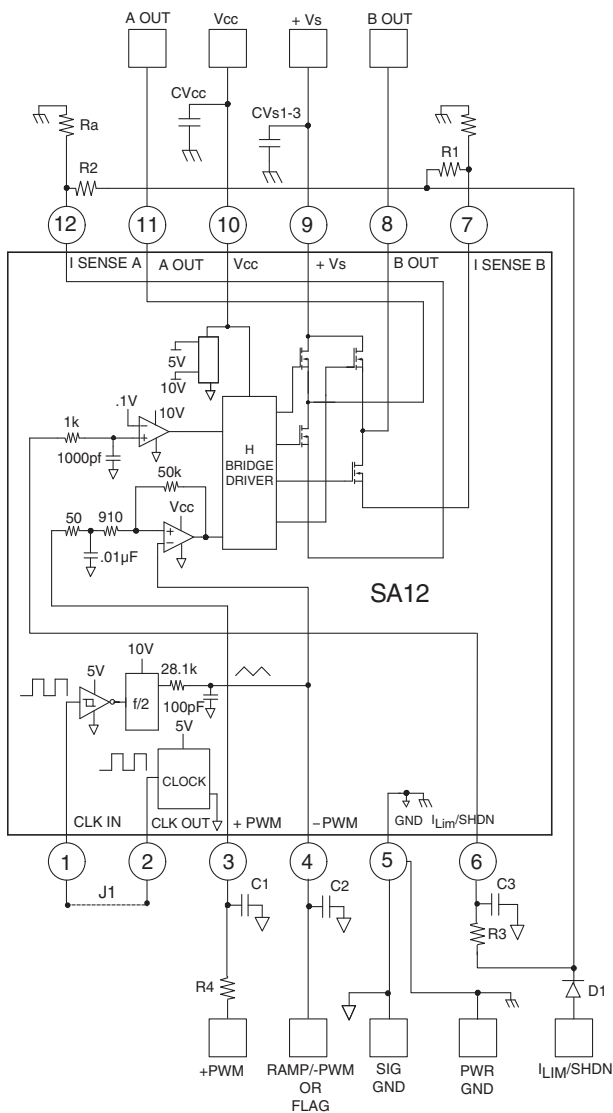 A OUT
Vcc
+ Vs
B OUT
CVcc
CVs1-3
Ra
R2
R1
12
11
10
9
8
7
I SENSE A
A OUT
Vcc
+ Vs
B OUT
I SENSE B
5V
10V
.1V
10V
1k
1000pf
H
BRIDGE
DRIVER
50k
50
910
Vcc
.01µF
SA12
10V
5V
28.1k
f/2
100pF
5V
CLOCK
GND
CLK IN
CLK OUT
+ PWM
– PWM
ILim/SHDN
1
2
3
4
5
6
J1
C1
C2
C3
R3
R4
D1
+PWM
RAMP/-PWM
OR
FLAG
SIG
GND
PWR
GND
ILIM/SHDN